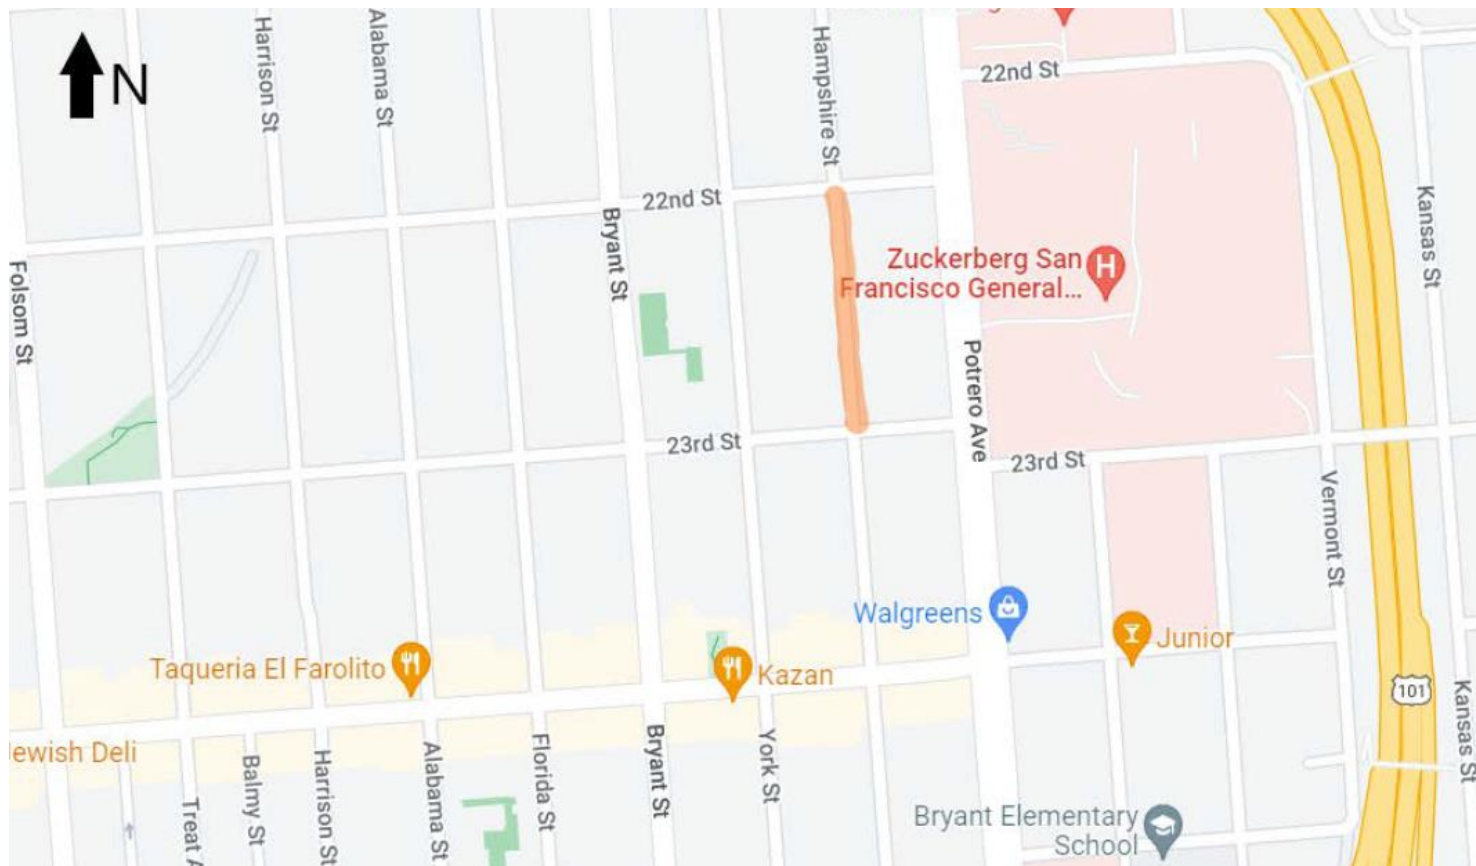 N
Harrison St
Alabama St
Hampshire St
22nd St
22nd St
Folsom St
Bryant St
Zuckerberg San
Francisco General...
Kansas St
Potrero Ave
23rd St
23rd St
Vermont St
Walgreens
Junior
Taqueria El Farolito
Kazan
101
Kansas St
ewish Deli
Treat A
Balmy St
Harrison St
Alabama St
Florida St
Bryant St
York St
Bryant Elementary
School
H